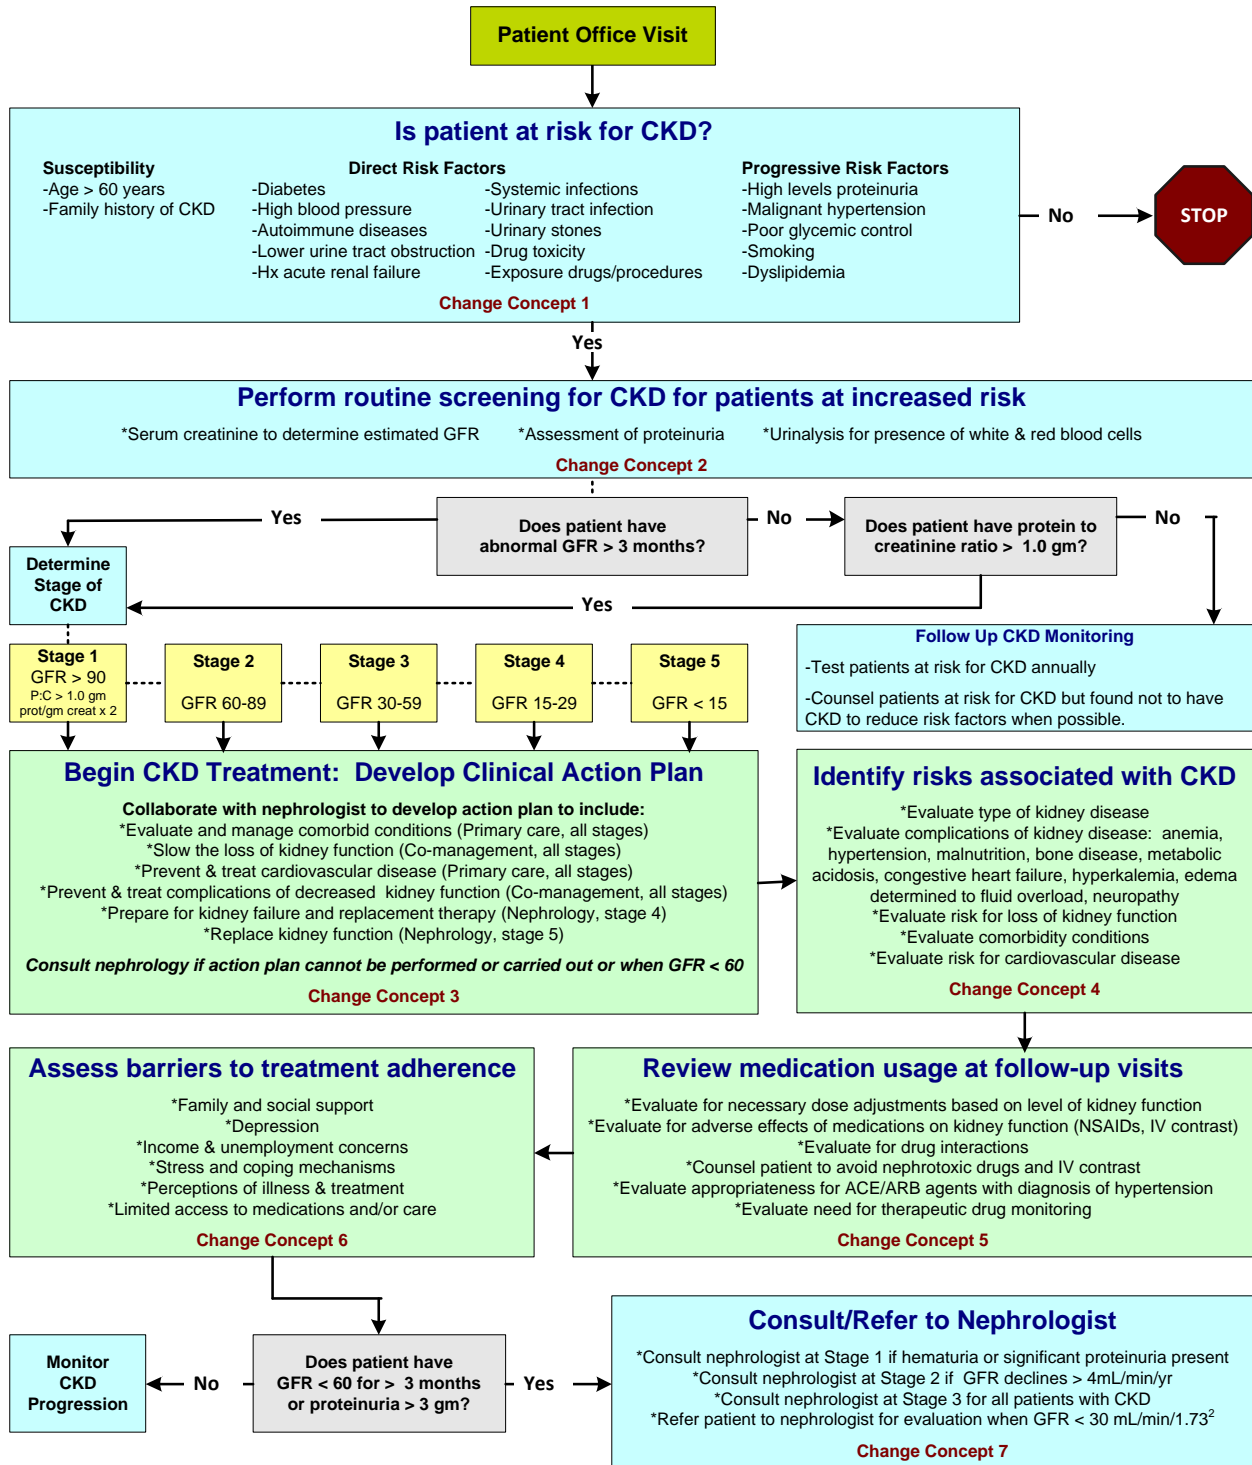 Patient Office Visit
Is patient at risk for CKD?
Susceptibility
-Age > 60 years
-Family history of CKD
Direct Risk Factors
-Diabetes
-High blood pressure
-Autoimmune diseases
-Lower urine tract obstruction
-Hx acute renal failure
-Systemic infections
-Urinary tract infection
-Urinary stones
-Drug toxicity
-Exposure drugs/procedures
Progressive Risk Factors
-High levels proteinuria
-Malignant hypertension
-Poor glycemic control
-Smoking
-Dyslipidemia
Change Concept 1
No
STOP
Yes
Perform routine screening for CKD for patients at increased risk
*Serum creatinine to determine estimated GFR *Assessment of proteinuria *Urinalysis for presence of white & red blood cells
Change Concept 2
Yes
Does patient have
abnormal GFR > 3 months?
No
Does patient have protein to
creatinine ratio > 1.0 gm?
No
Determine
Stage of
CKD
Yes
Stage 1
GFR > 90
P:C > 1.0 gm
prot/gm creat x 2
Stage 2
GFR 60-89
Stage 3
GFR 30-59
Stage 4
GFR 15-29
Stage 5
GFR < 15
Follow Up CKD Monitoring
-Test patients at risk for CKD annually
-Counsel patients at risk for CKD but found not to have
CKD to reduce risk factors when possible.
Begin CKD Treatment: Develop Clinical Action Plan
Collaborate with nephrologist to develop action plan to include:
*Evaluate and manage comorbid conditions (Primary care, all stages)
*Slow the loss of kidney function (Co-management, all stages)
*Prevent & treat cardiovascular disease (Primary care, all stages)
*Prevent & treat complications of decreased kidney function (Co-management, all stages)
*Prepare for kidney failure and replacement therapy (Nephrology, stage 4)
*Replace kidney function (Nephrology, stage 5)
Consult nephrology if action plan cannot be performed or carried out or when GFR < 60
Change Concept 3
Identify risks associated with CKD
*Evaluate type of kidney disease
*Evaluate complications of kidney disease: anemia,
hypertension, malnutrition, bone disease, metabolic
acidosis, congestive heart failure, hyperkalemia, edema
determined to fluid overload, neuropathy
*Evaluate risk for loss of kidney function
*Evaluate comorbidity conditions
*Evaluate risk for cardiovascular disease
Change Concept 4
Assess barriers to treatment adherence
*Family and social support
*Depression
*Income & unemployment concerns
*Stress and coping mechanisms
*Perceptions of illness & treatment
*Limited access to medications and/or care
Change Concept 6
Review medication usage at follow-up visits
*Evaluate for necessary dose adjustments based on level of kidney function
*Evaluate for adverse effects of medications on kidney function (NSAIDs, IV contrast)
*Evaluate for drug interactions
*Counsel patient to avoid nephrotoxic drugs and IV contrast
*Evaluate appropriateness for ACE/ARB agents with diagnosis of hypertension
*Evaluate need for therapeutic drug monitoring
Change Concept 5
Monitor
CKD
Progression
No
Does patient have
GFR < 60 for > 3 months
or proteinuria > 3 gm?
Yes
Consult/Refer to Nephrologist
*Consult nephrologist at Stage 1 if hematuria or significant proteinuria present
*Consult nephrologist at Stage 2 if GFR declines > 4mL/min/yr
*Consult nephrologist at Stage 3 for all patients with CKD
*Refer patient to nephrologist for evaluation when GFR < 30 mL/min/1.73²
Change Concept 7